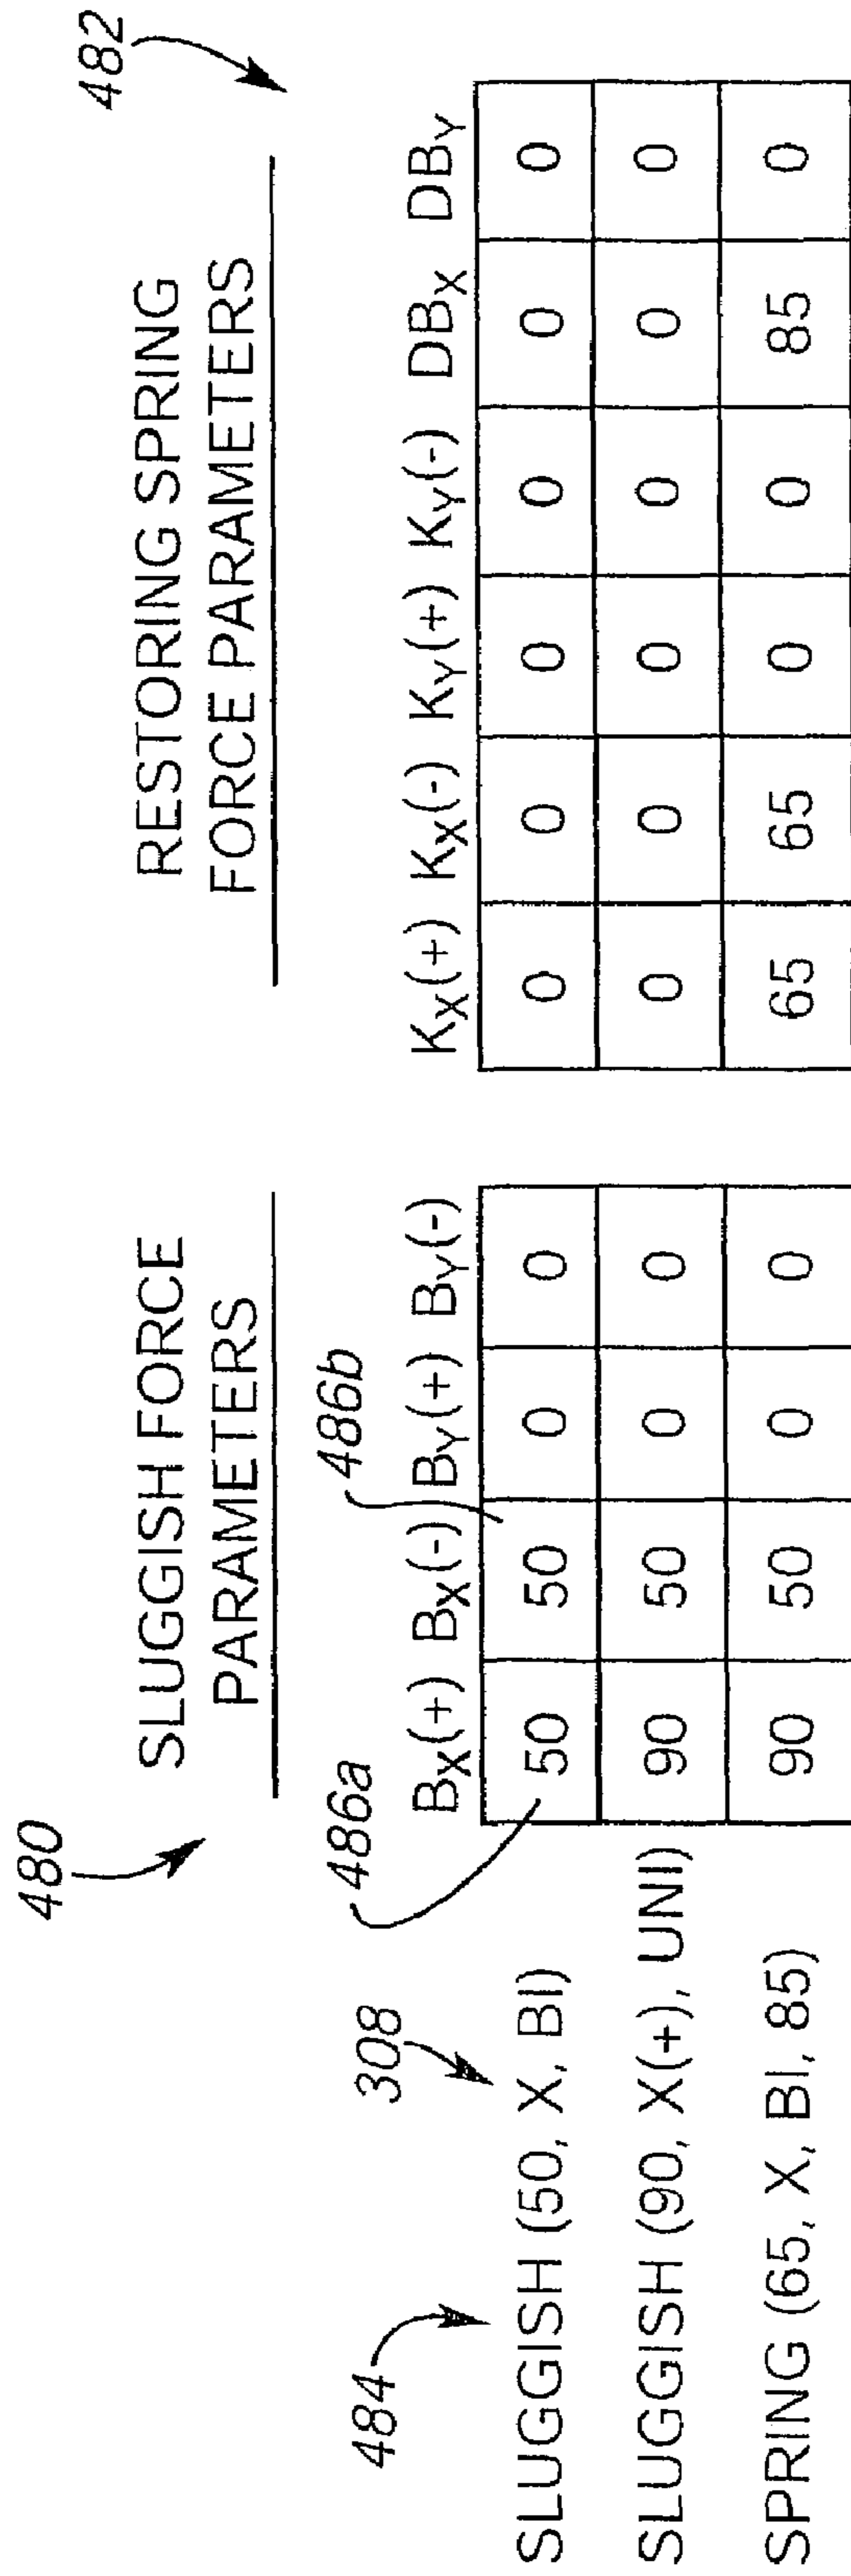 480
482
SLUGGISH FORCE
PARAMETERS
RESTORING SPRING
FORCE PARAMETERS
484
308
486a
486b
BX(+) BX(-) BY(+) BY(-)
KX(+) KX(-) KY(+) KY(-) DBX DBY
SLUGGISH (50, X, BI) 50 50 0 0 0 0 0 0 0 0
SLUGGISH (90, X(+), UNI) 90 50 0 0 0 0 0 0 0 0
SPRING (65, X, BI, 85) 90 50 0 0 65 65 0 0 85 0